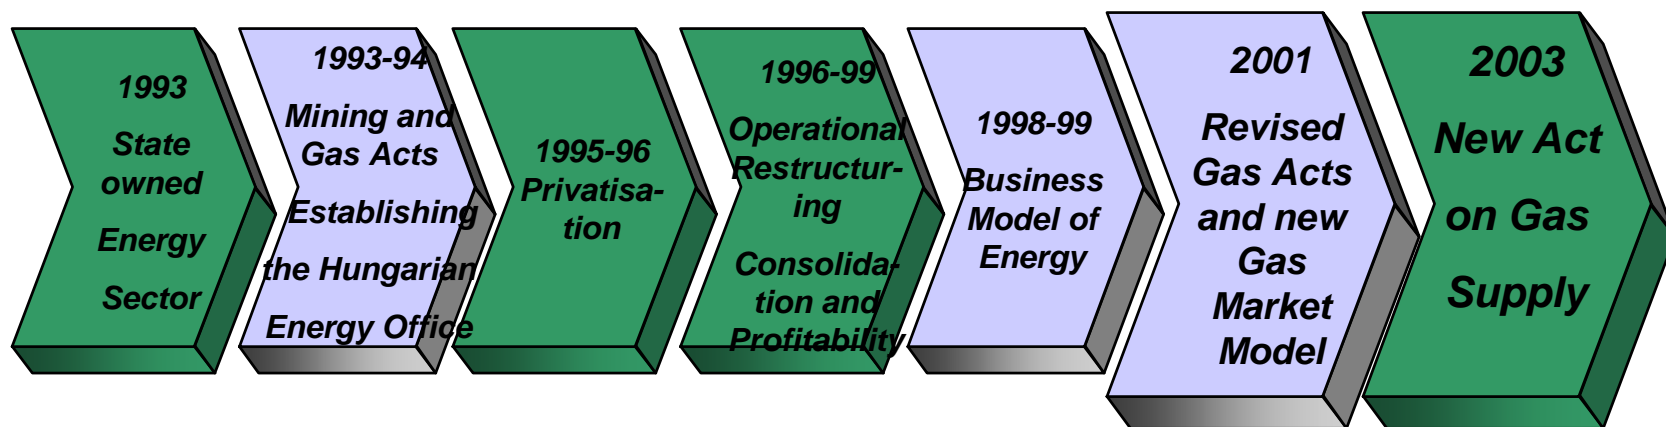 1993
State
owned
Energy
Sector
1993-94
Mining and
Gas Acts
Establishing
the Hungarian
Energy Office
1995-96
Privatisa-
tion
1996-99
Operational
Restructur-
ing
Consolida-
tion and
Profitability
1998-99
Business
Model of
Energy
2001
Revised
Gas Acts
and new
Gas
Market
Model
2003
New Act
on Gas
Supply